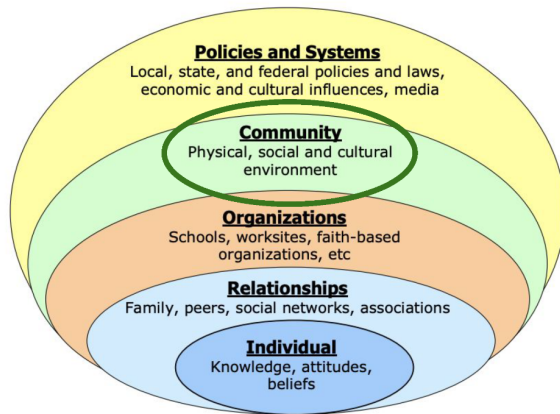 Policies and Systems
Local, state, and federal policies and laws,
economic and cultural influences, media
Community
Physical, social and cultural
environment
Organizations
Schools, worksites, faith-based
organizations, etc
Relationships
Family, peers, social networks, associations
Individual
Knowledge, attitudes,
beliefs